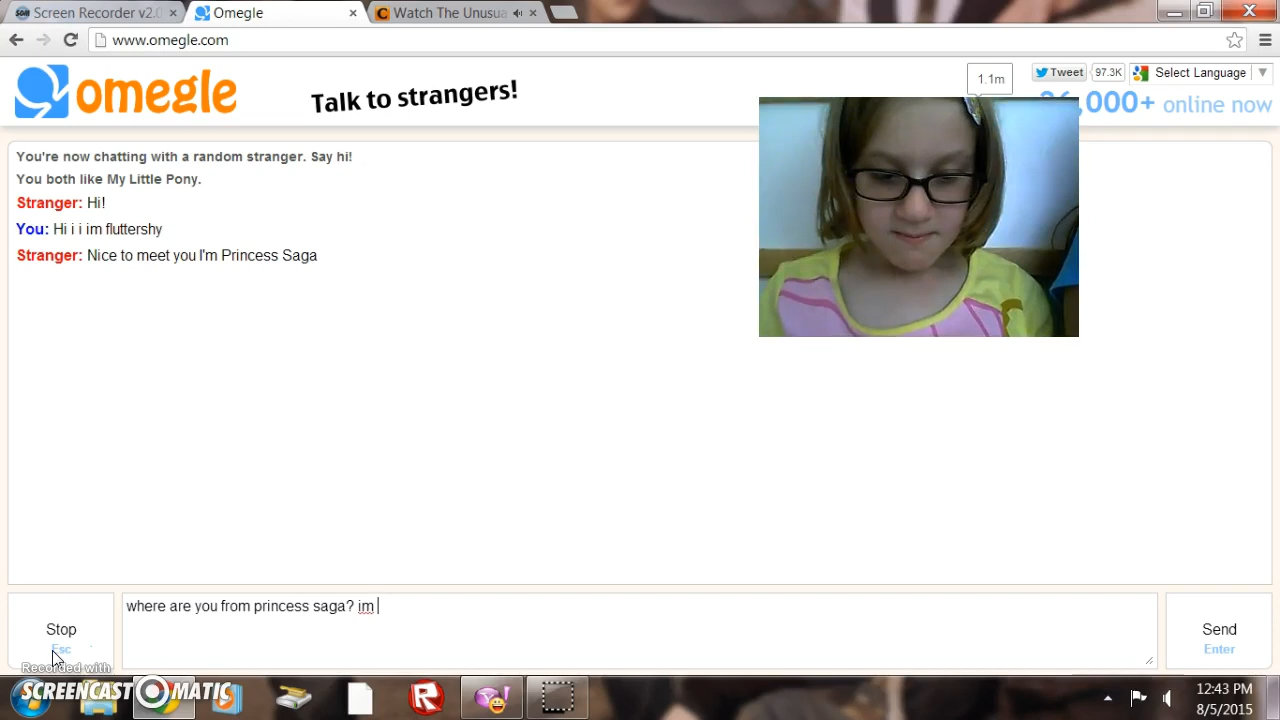 Screen Recorder v2.0
Omegle
Watch The Unusua
www.omegle.com
omegle
Talk to strangers!
1.1m
Tweet
97.3K
Select Language
,000+ online now
You're now chatting with a random stranger. Say hi!
You both like My Little Pony.
Stranger: Hi!
You: Hi i i im fluttershy
Stranger: Nice to meet you I'm Princess Saga
Stop
Esc
where are you from princess saga? im
Send
Enter
Recorded with
SCREENCAST MATIC
12:43 PM
8/5/2015